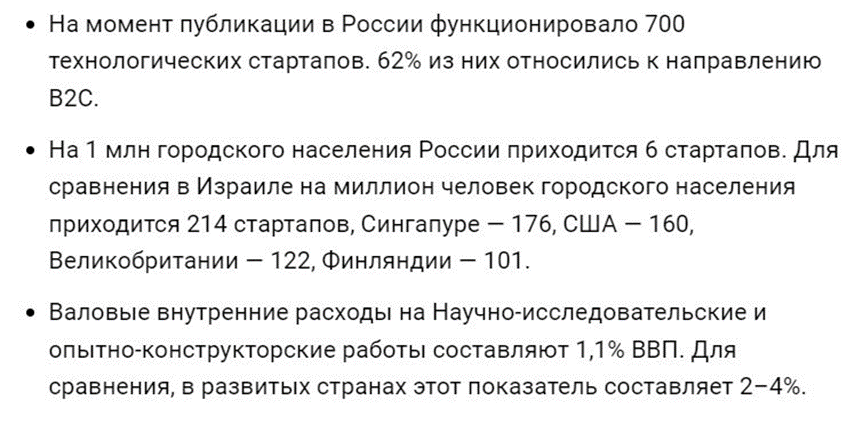 • На момент публикации в России функционировало 700
технологических стартапов. 62% из них относились к направлению
B2C.
• На 1 млн городского населения России приходится 6 стартапов. Для
сравнения в Израиле на миллион человек городского населения
приходится 214 стартапов, Сингапуре — 176, США — 160,
Великобритании — 122, Финляндии — 101.
• Валовые внутренние расходы на Научно-исследовательские и
опытно-конструкторские работы составляют 1,1% ВВП. Для
сравнения, в развитых странах этот показатель составляет 2–4%.